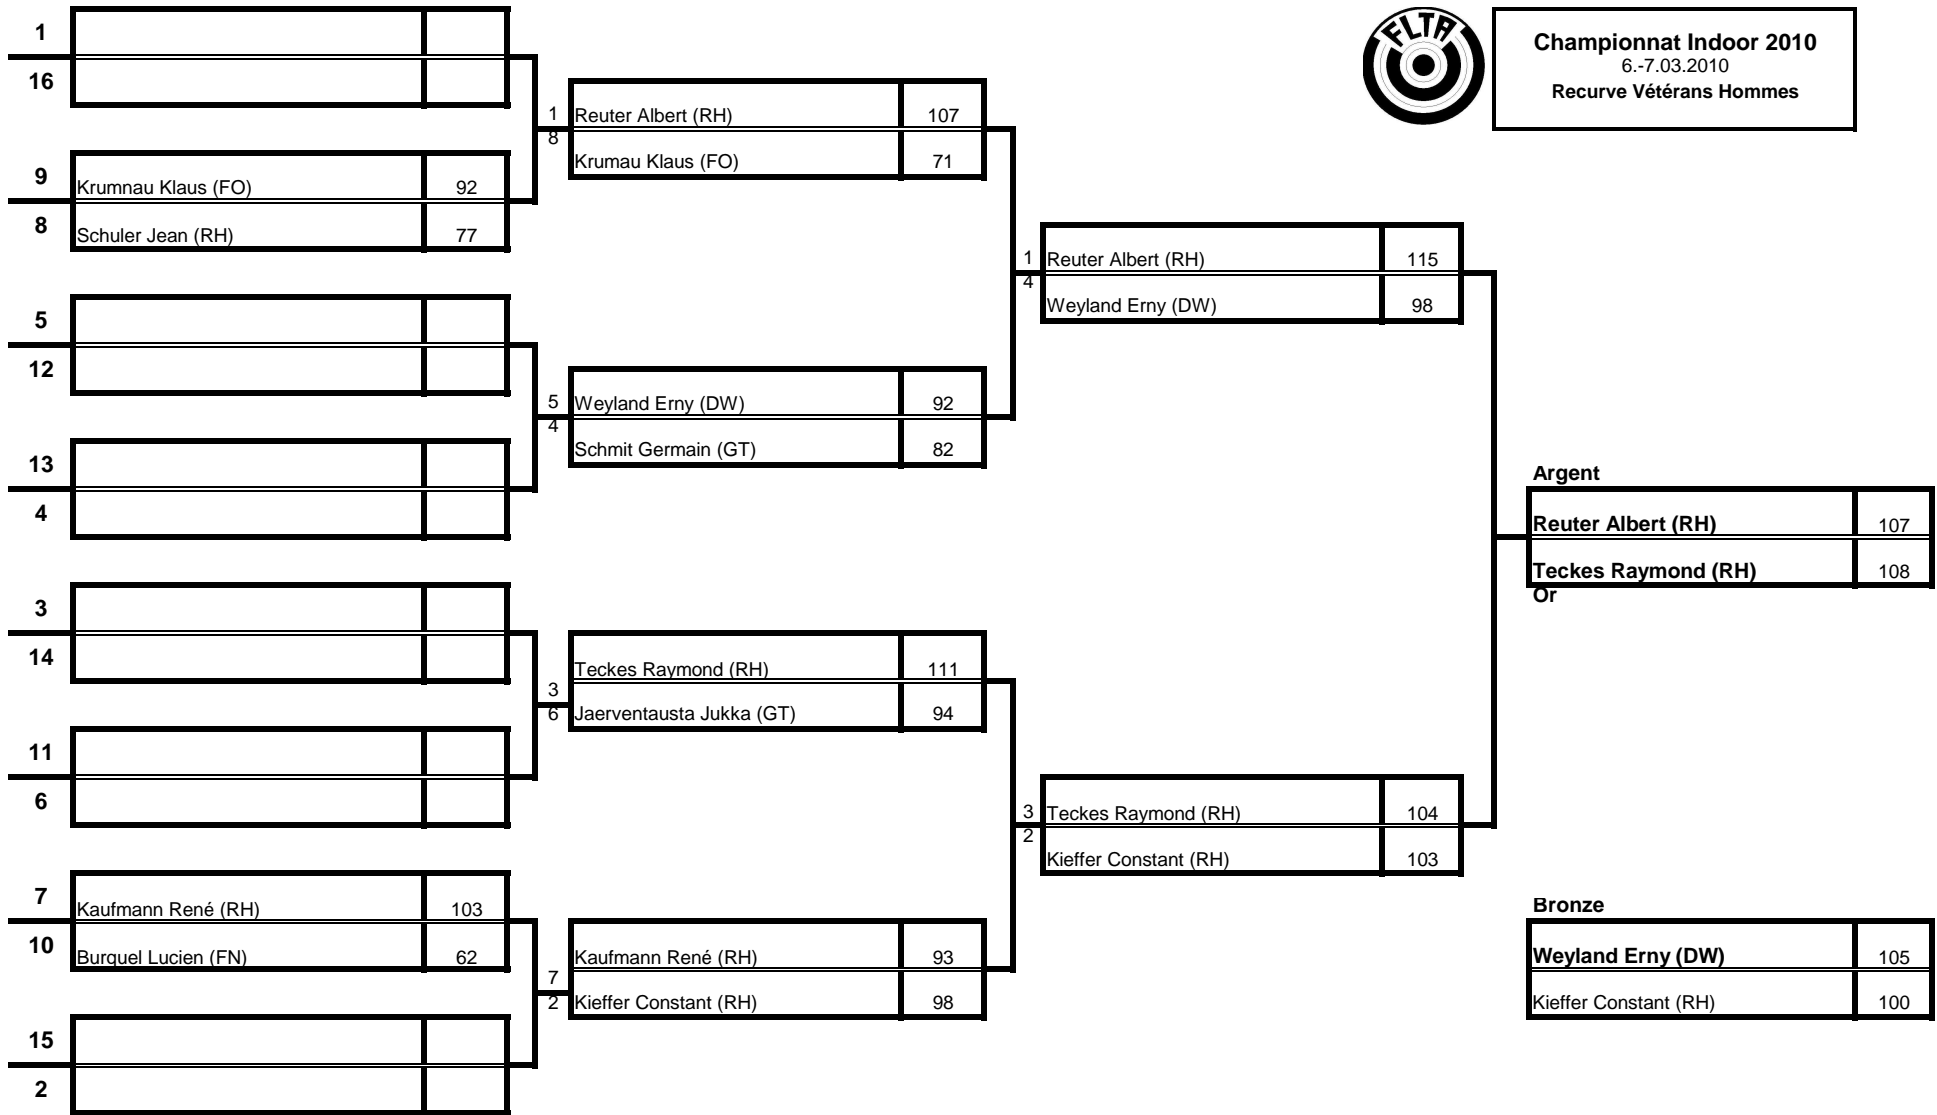 FLTA
Championnat Indoor 2010
6.-7.03.2010
Recurve Vétérans Hommes
1
16
9 Krumnau Klaus (FO) 92
8 Schuler Jean (RH) 77
5
12
13
4
3
14
11
6
7 Kaufmann René (RH) 103
10 Burquel Lucien (FN) 62
15
2
1 Reuter Albert (RH) 107
8 Krumau Klaus (FO) 71
5 Weyland Erny (DW) 92
4 Schmit Germain (GT) 82
3 Teckes Raymond (RH) 111
6 Jaerventausta Jukka (GT) 94
7 Kaufmann René (RH) 93
2 Kieffer Constant (RH) 98
1 Reuter Albert (RH) 115
4 Weyland Erny (DW) 98
3 Teckes Raymond (RH) 104
2 Kieffer Constant (RH) 103
Argent
Reuter Albert (RH) 107
Teckes Raymond (RH) 108
Or
Bronze
Weyland Erny (DW) 105
Kieffer Constant (RH) 100